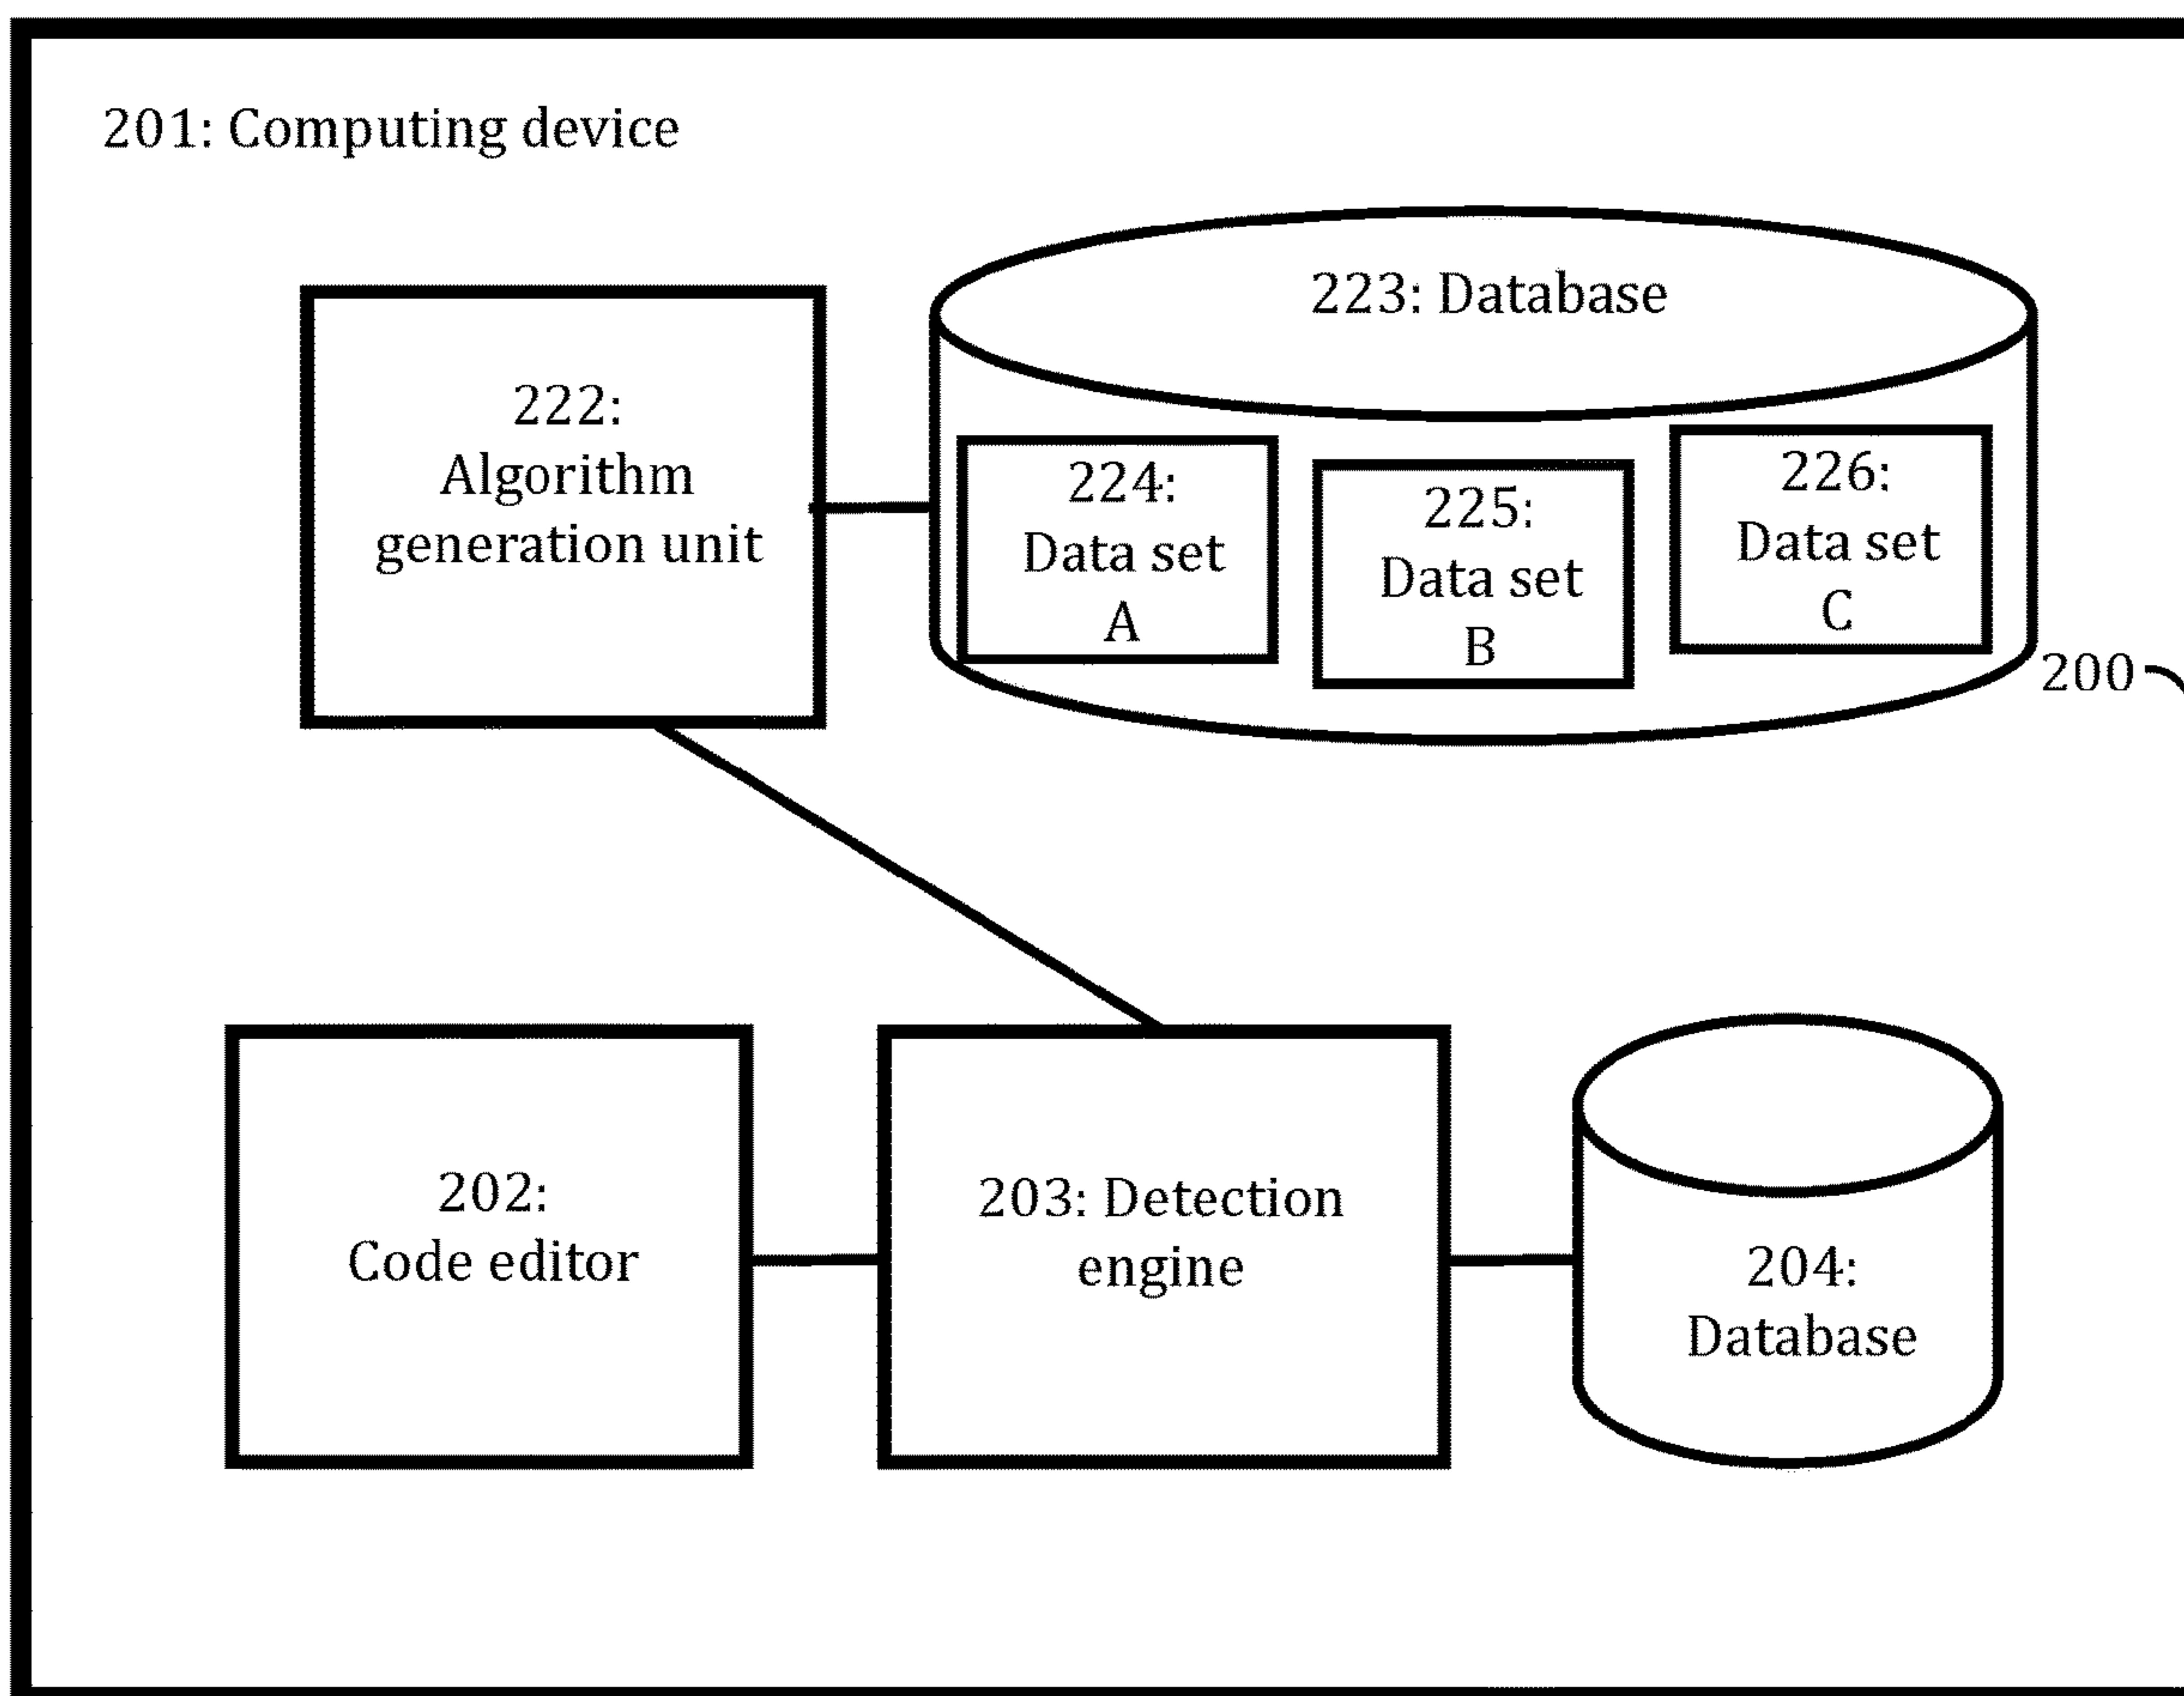 201: Computing device
223: Database
222:
Algorithm
generation unit
224:
Data set
A
225:
Data set
B
226:
Data set
C
200
202:
Code editor
203: Detection
engine
204:
Database